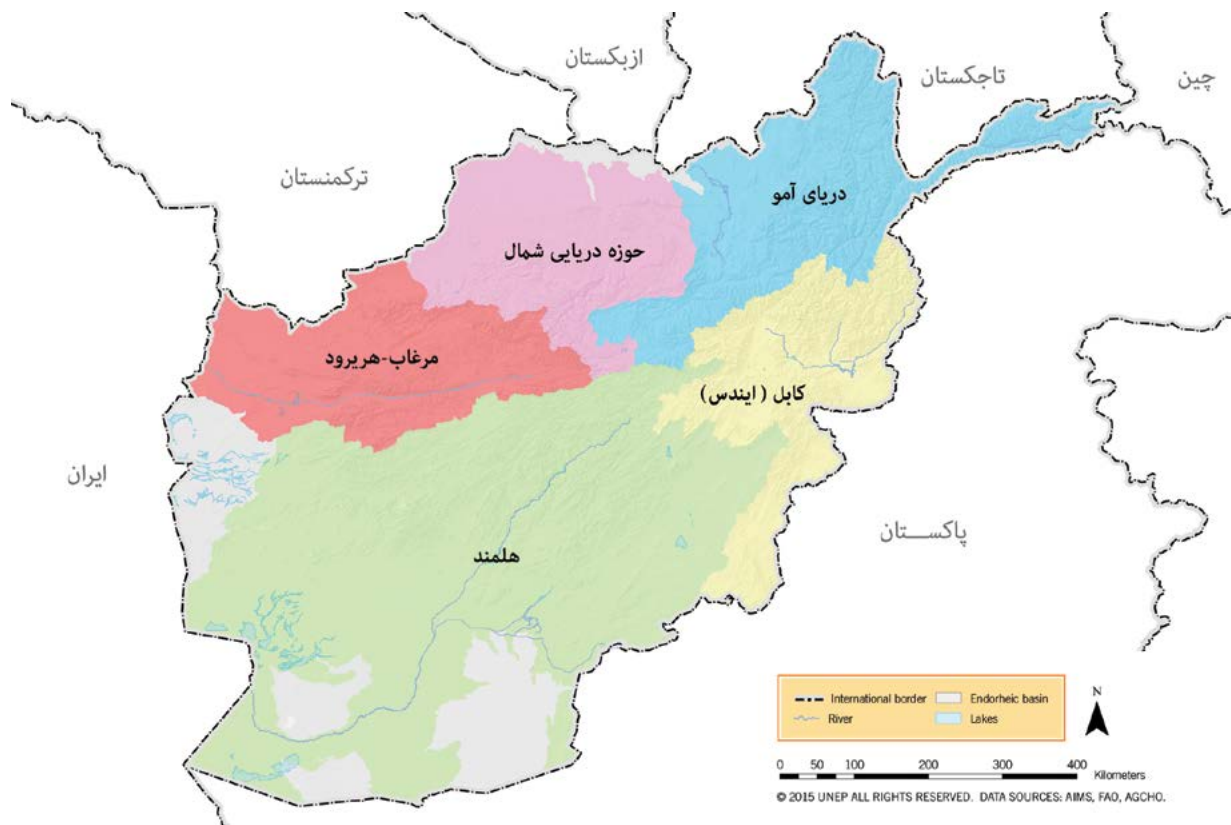 ازبکستان
تاجکستان
چین
ترکمنستان
دریای آمو
حوزه دریایی شمال
مرغاب-هریرود
کابل ( ایندس)
ایران
پاکســـتان
هلمند
International border
Endorheic basin
River
Lakes
N
0 50 100 200 300 400
Kilometers
© 2015 UNEP ALL RIGHTS RESERVED. DATA SOURCES: AIMS, FAO, AGCHO.